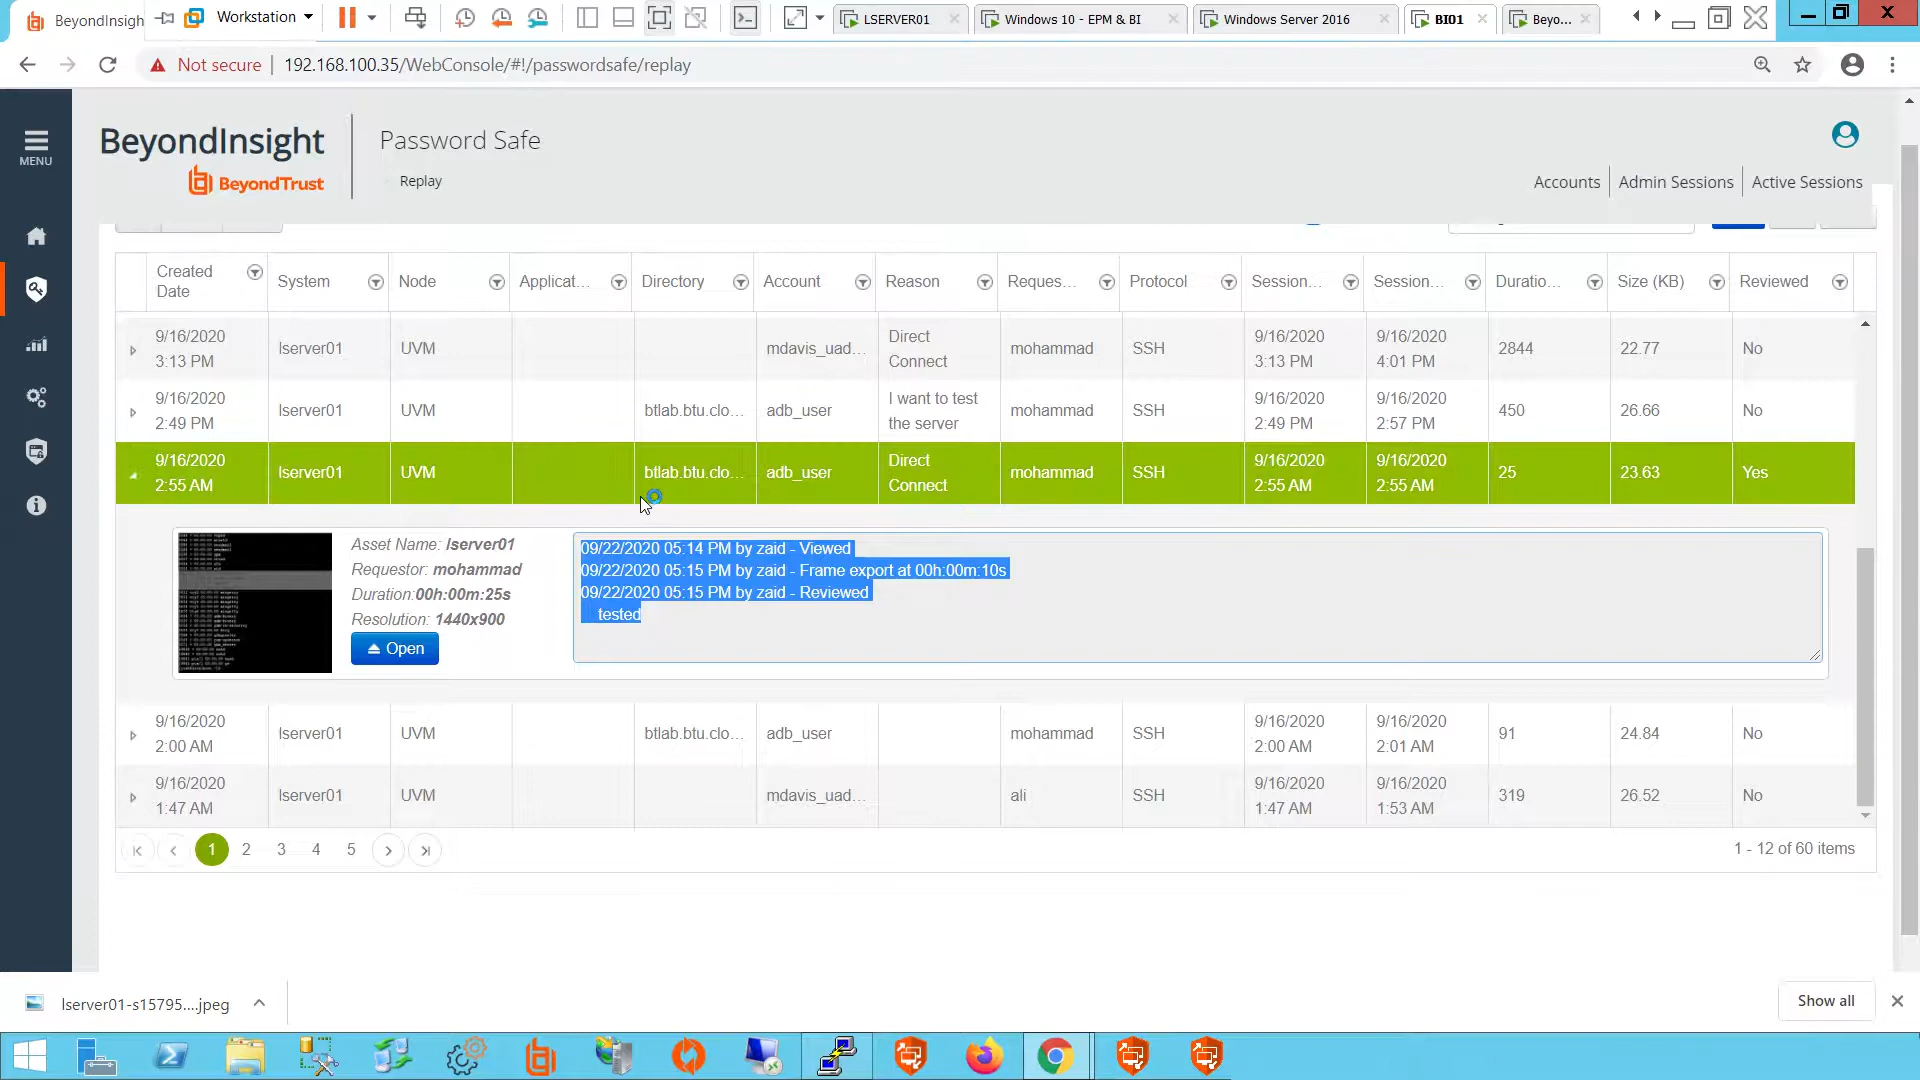 BeyondInsigh
Workstation
LSERVER01
Windows 10 - EPM & BI
Windows Server 2016
BI01
Beyo...
Not secure
192.168.100.35/WebConsole/#!/passwordsafe/replay
MENU
BeyondInsight
BeyondTrust
Password Safe
Replay
Accounts
Admin Sessions
Active Sessions
Created Date System Node Applicat... Directory Account Reason Reques... Protocol Session... Session... Duratio... Size (KB) Reviewed
9/16/2020 3:13 PM lserver01 UVM mdavis_uad... Direct Connect mohammad SSH 9/16/2020 3:13 PM 9/16/2020 4:01 PM 2844 22.77 No
9/16/2020 2:49 PM lserver01 UVM btlab.btu.clo... adb_user I want to test the server mohammad SSH 9/16/2020 2:49 PM 9/16/2020 2:57 PM 450 26.66 No
9/16/2020 2:55 AM lserver01 UVM btlab.btu.clo... adb_user Direct Connect mohammad SSH 9/16/2020 2:55 AM 9/16/2020 2:55 AM 25 23.63 Yes
Asset Name: lserver01
Requestor: mohammad
Duration:00h:00m:25s
Resolution: 1440x900
Open
09/22/2020 05:14 PM by zaid - Viewed
09/22/2020 05:15 PM by zaid - Frame export at 00h:00m:10s
09/22/2020 05:15 PM by zaid - Reviewed
tested
9/16/2020 2:00 AM lserver01 UVM btlab.btu.clo... adb_user mohammad SSH 9/16/2020 2:00 AM 9/16/2020 2:01 AM 91 24.84 No
9/16/2020 1:47 AM lserver01 UVM mdavis_uad... ali SSH 9/16/2020 1:47 AM 9/16/2020 1:53 AM 319 26.52 No
1 2 3 4 5
1 - 12 of 60 items
lserver01-s15795....jpeg
Show all